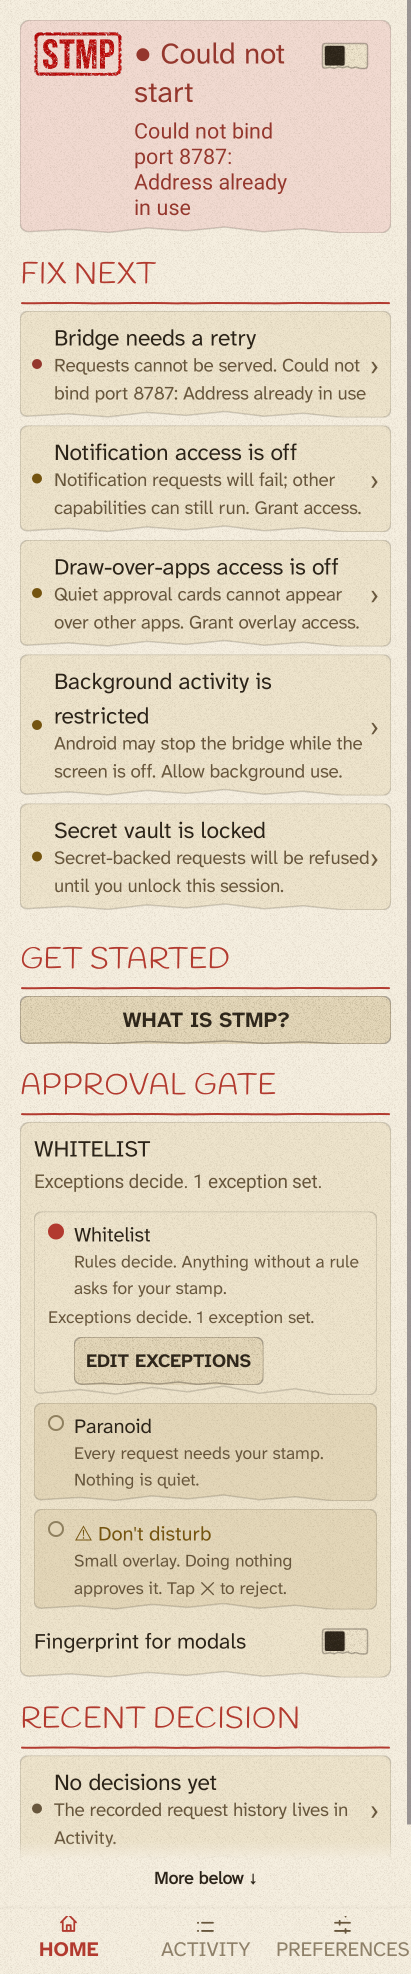 STMP
● Could not
start
Could not bind
port 8787:
Address already
in use
FIX NEXT
Bridge needs a retry
Requests cannot be served. Could not
bind port 8787: Address already in use
Notification access is off
Notification requests will fail; other
capabilities can still run. Grant access.
Draw-over-apps access is off
Quiet approval cards cannot appear
over other apps. Grant overlay access.
Background activity is
restricted
Android may stop the bridge while the
screen is off. Allow background use.
Secret vault is locked
Secret-backed requests will be refused
until you unlock this session.
GET STARTED
WHAT IS STMP?
APPROVAL GATE
WHITELIST
Exceptions decide. 1 exception set.
Whitelist
Rules decide. Anything without a rule
asks for your stamp.
Exceptions decide. 1 exception set.
EDIT EXCEPTIONS
Paranoid
Every request needs your stamp.
Nothing is quiet.
⚠ Don't disturb
Small overlay. Doing nothing
approves it. Tap ✕ to reject.
Fingerprint for modals
RECENT DECISION
No decisions yet
The recorded request history lives in
Activity.
More below ↓
HOME ACTIVITY PREFERENCES